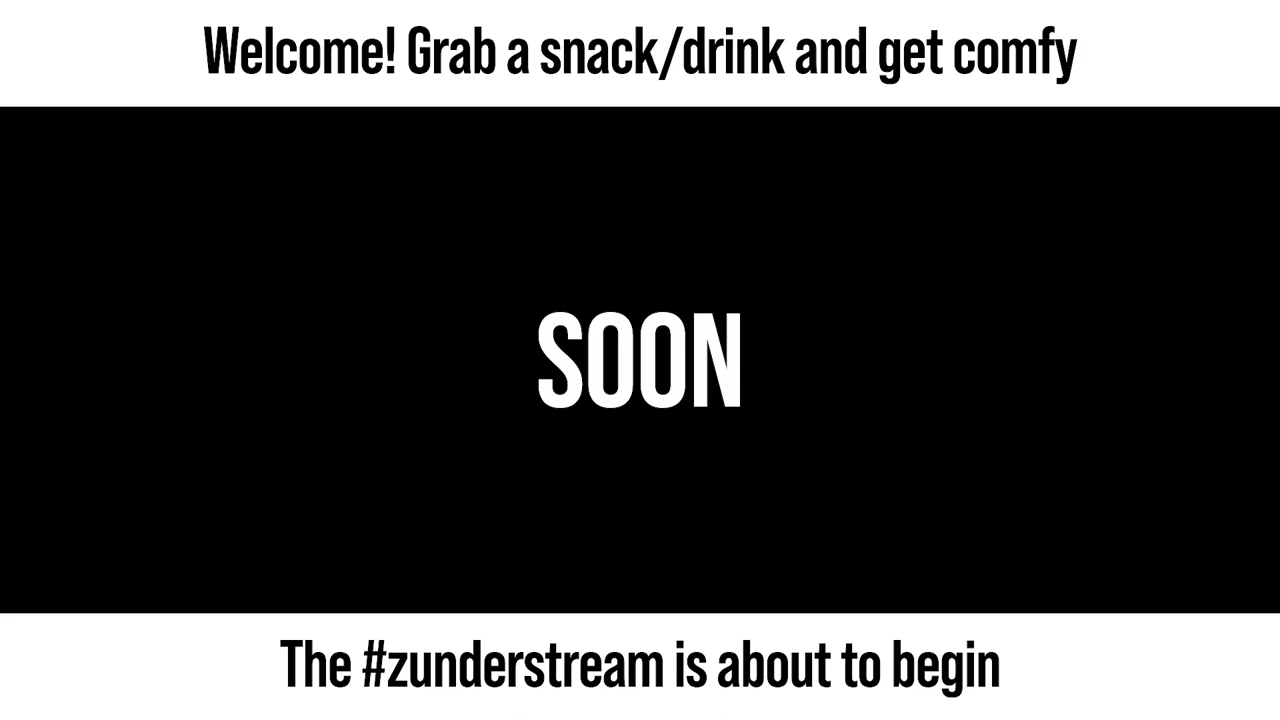 Welcome! Grab a snack/drink and get comfy
SOON
The #zunderstream is about to begin